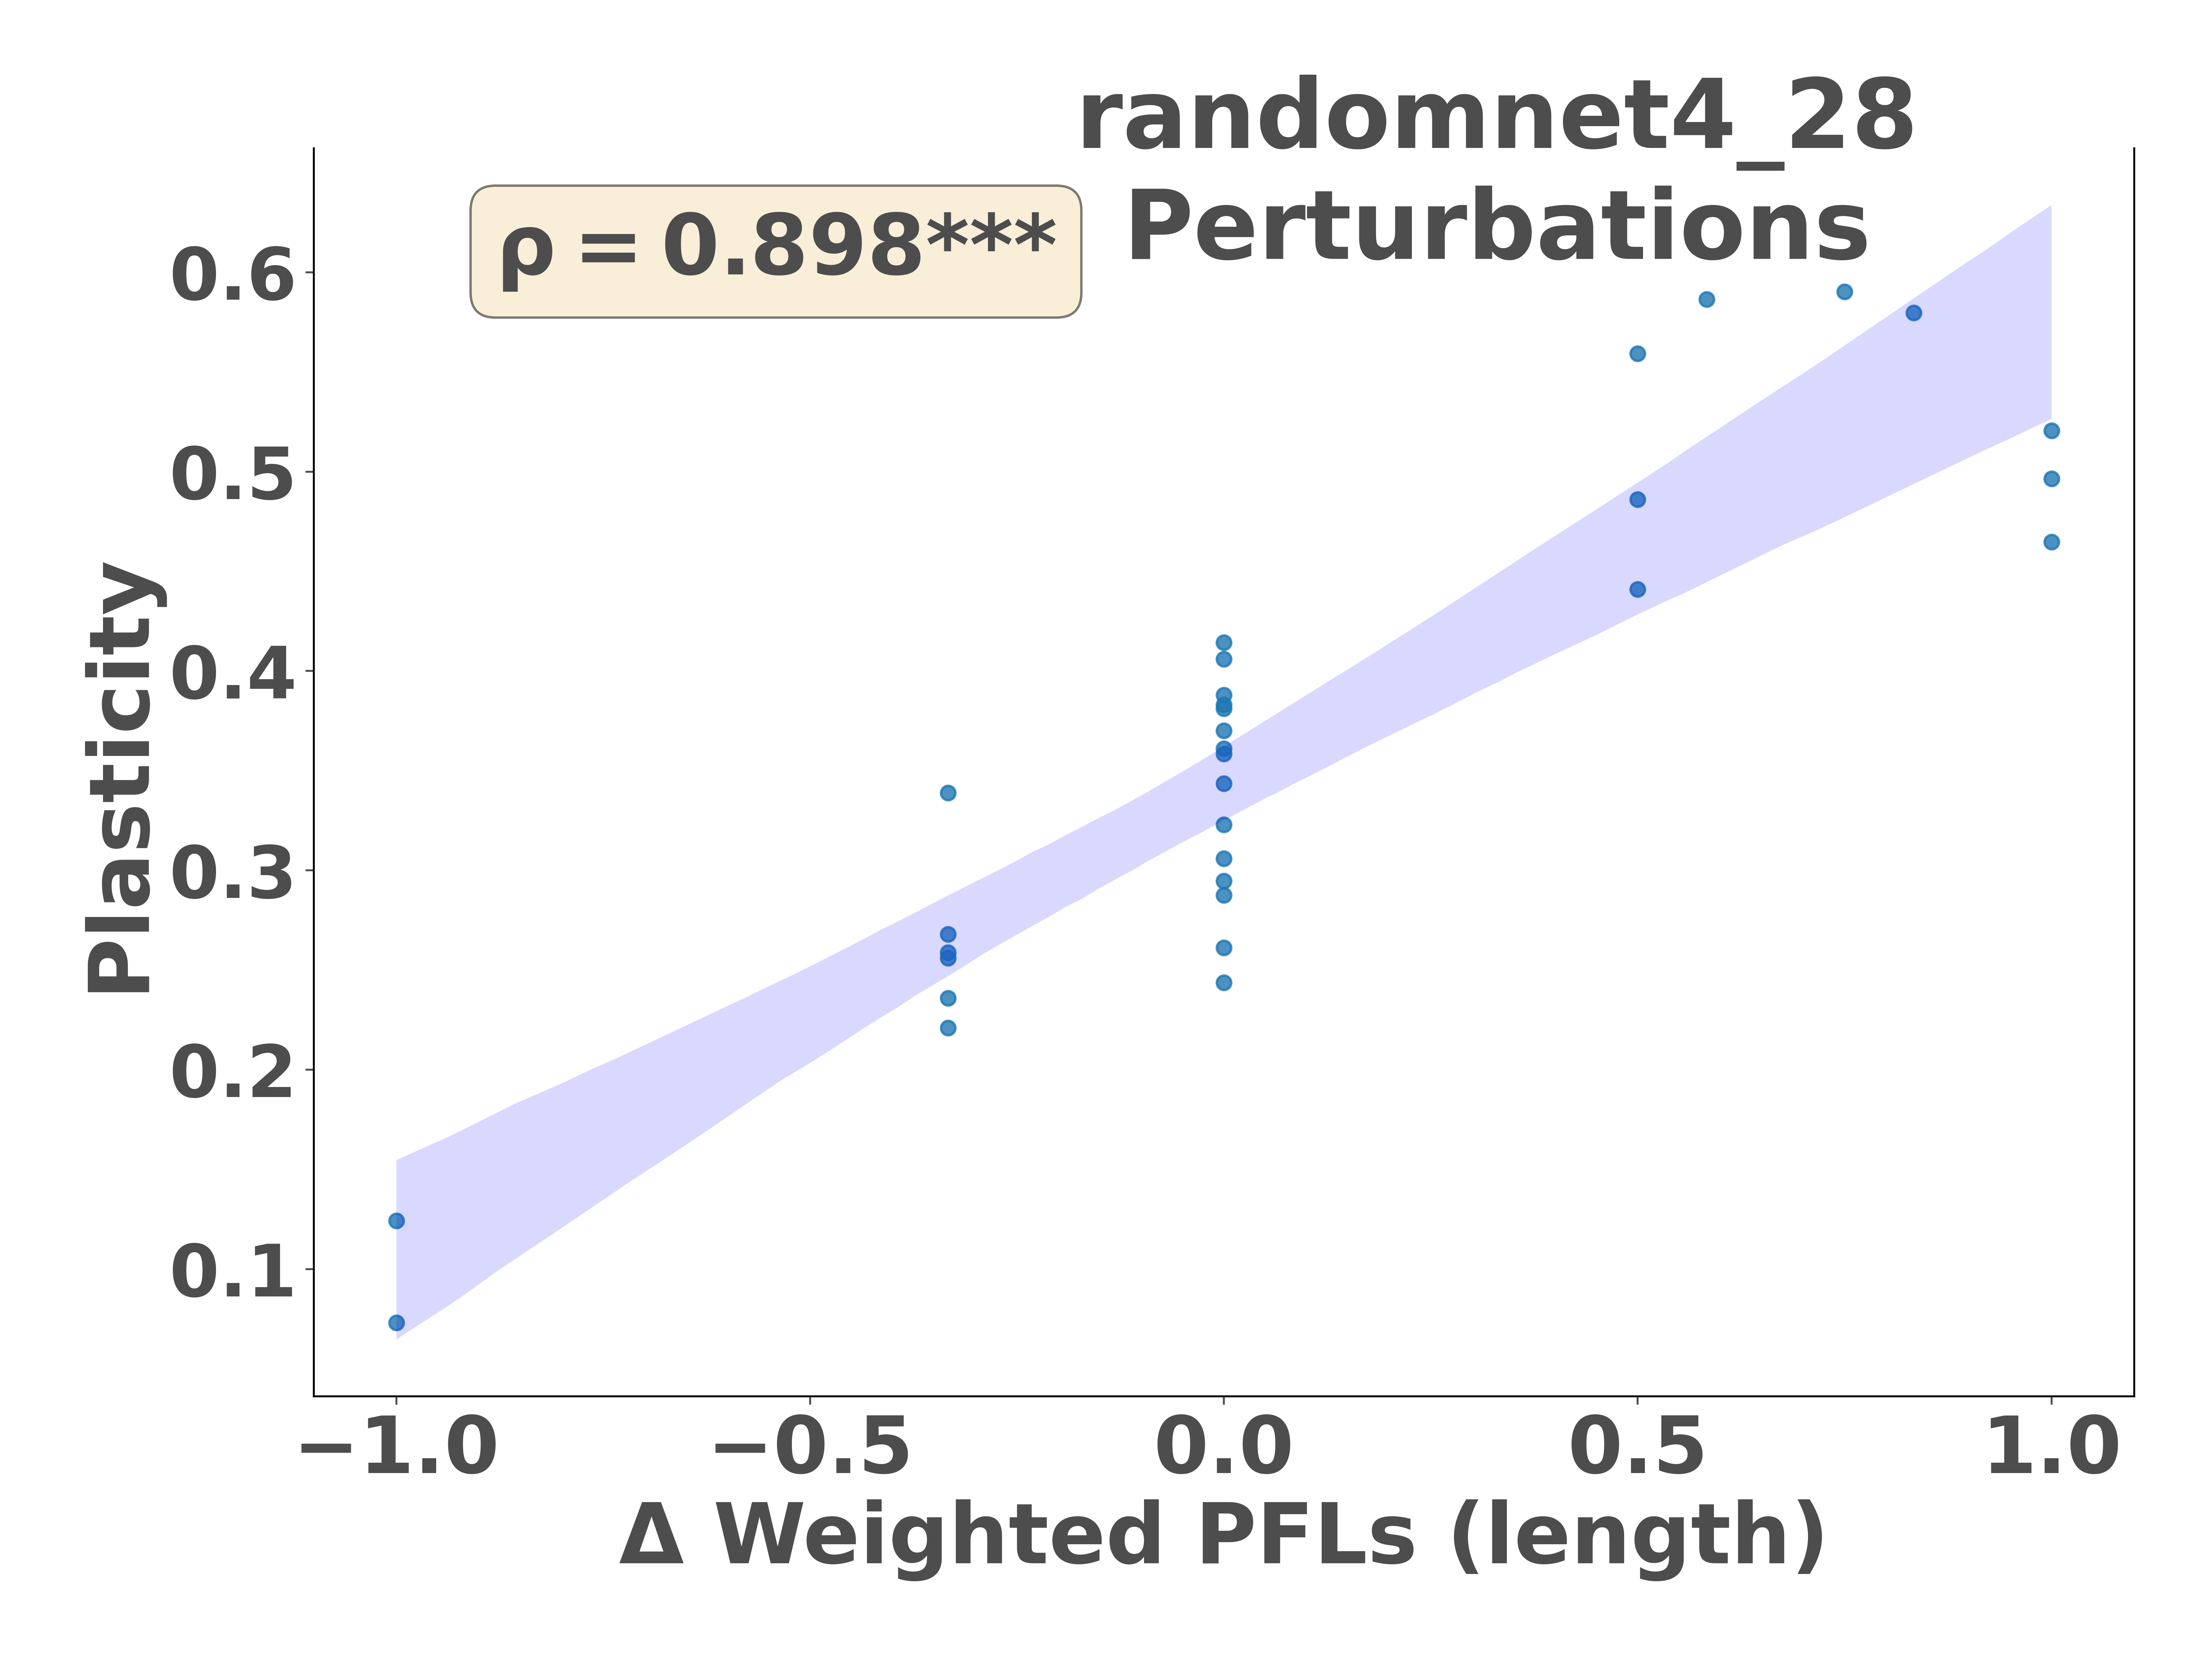 randomnet4_28
Perturbations
ρ = 0.898***
Plasticity
0.6
0.5
0.4
0.3
0.2
0.1
−1.0
−0.5
0.0
0.5
1.0
Δ Weighted PFLs (length)